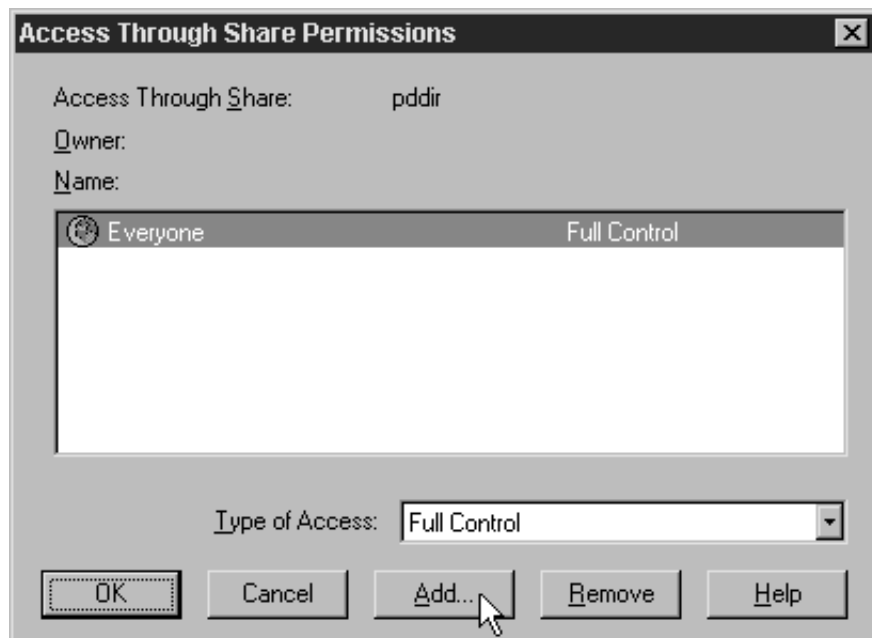 Access Through Share Permissions
Access Through Share: pddir
Owner:
Name:
Everyone Full Control
Type of Access: Full Control
OK Cancel Add... Remove Help